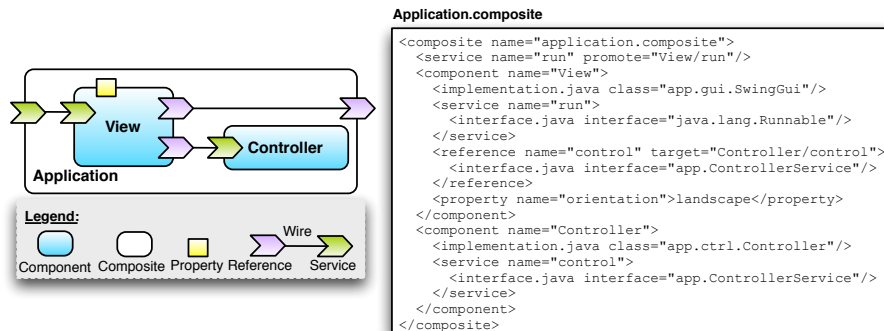 View
Controller
Application
Legend:
Wire
Component Composite Property Reference Service
Application.composite
<composite name="application.composite">
  <service name="run" promote="View/run"/>
  <component name="View">
    <implementation.java class="app.gui.SwingGui"/>
    <service name="run">
      <interface.java interface="java.lang.Runnable"/>
    </service>
    <reference name="control" target="Controller/control">
      <interface.java interface="app.ControllerService"/>
    </reference>
    <property name="orientation">landscape</property>
  </component>
  <component name="Controller">
    <implementation.java class="app.ctrl.Controller"/>
    <service name="control">
      <interface.java interface="app.ControllerService"/>
    </service>
  </component>
</composite>